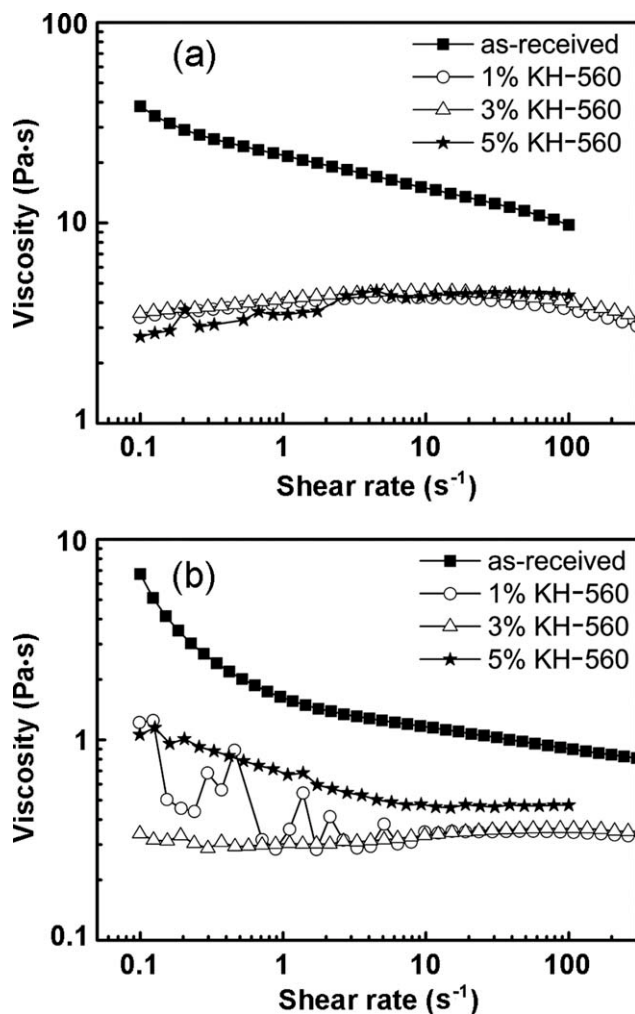 100
(a)
as-received
1% KH-560
3% KH-560
5% KH-560
Viscosity (Pa·s)
10
1
0.1 1 10 100
Shear rate (s⁻¹)
10
(b)
as-received
1% KH-560
3% KH-560
5% KH-560
Viscosity (Pa·s)
1
0.1
0.1 1 10 100
Shear rate (s⁻¹)